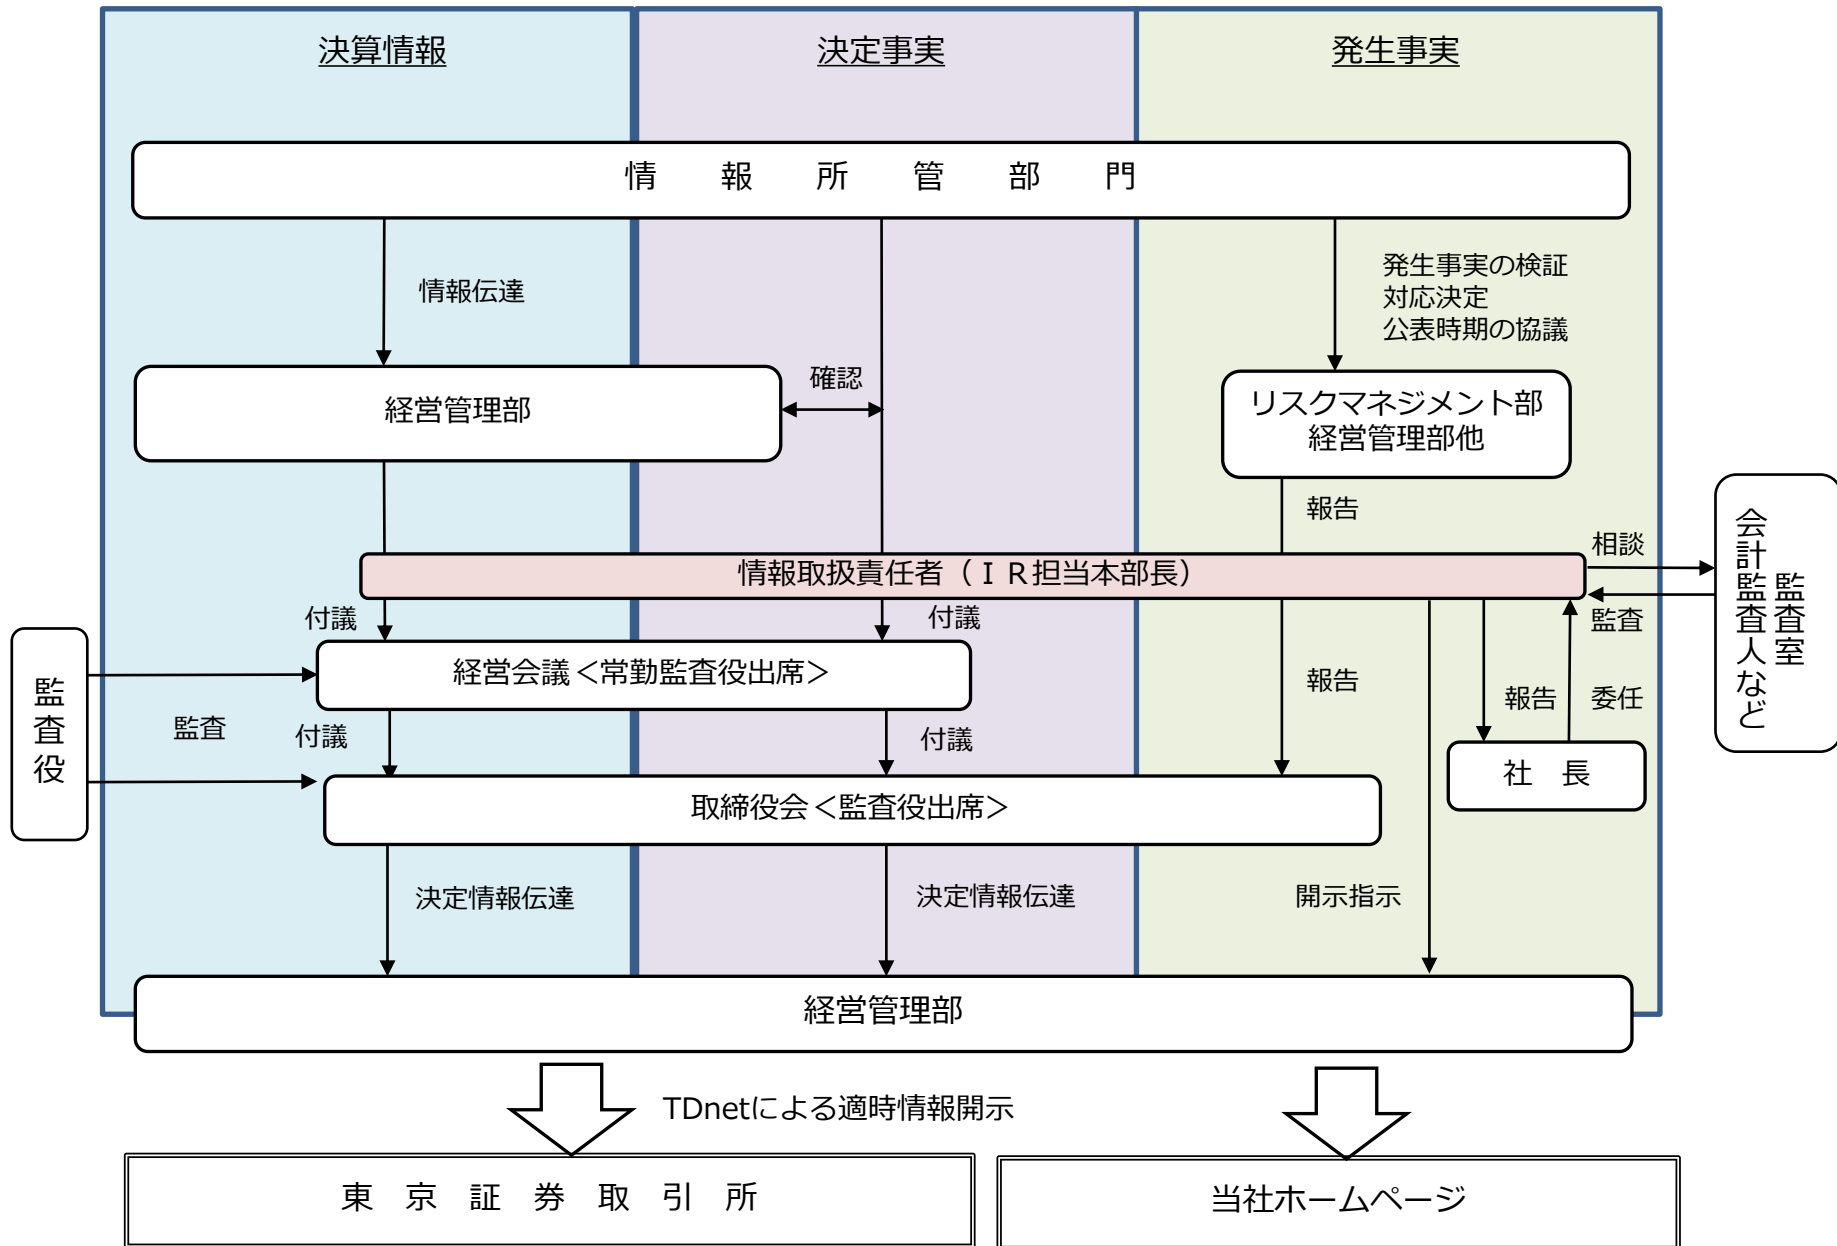 決算情報
決定事実
発生事実
情報所管部門
情報伝達
発生事実の検証
対応決定
公表時期の協議
経営管理部
確認
リスクマネジメント部
経営管理部他
報告
情報取扱責任者（ＩＲ担当本部長）
相談
監査
会計監査人など
監査室
付議
付議
経営会議＜常勤監査役出席＞
監査役
監査
付議
付議
報告
報告
委任
社長
取締役会＜監査役出席＞
決定情報伝達
決定情報伝達
開示指示
経営管理部
TDnetによる適時情報開示
東京証券取引所
当社ホームページ